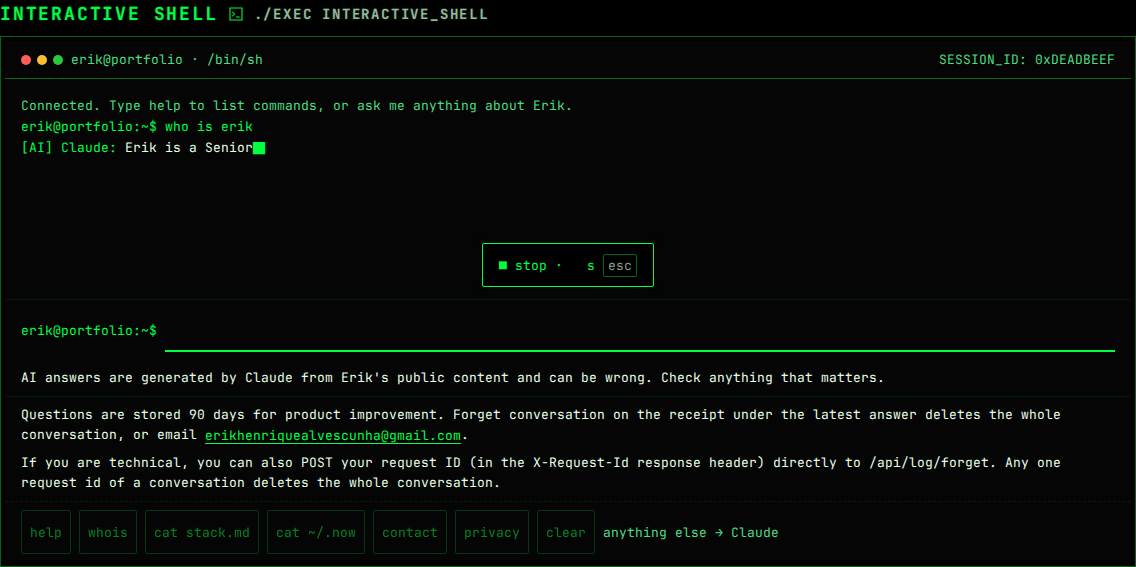 INTERACTIVE SHELL ./EXEC INTERACTIVE_SHELL
erik@portfolio · /bin/sh SESSION_ID: 0xDEADBEEF
Connected. Type help to list commands, or ask me anything about Erik.
erik@portfolio:~$ who is erik
[AI] Claude: Erik is a Senior
stop · s esc
erik@portfolio:~$
AI answers are generated by Claude from Erik's public content and can be wrong. Check anything that matters.
Questions are stored 90 days for product improvement. Forget conversation on the receipt under the latest answer deletes the whole
conversation, or email erikhenriquealvescunha@gmail.com.
If you are technical, you can also POST your request ID (in the X-Request-Id response header) directly to /api/log/forget. Any one
request id of a conversation deletes the whole conversation.
help whois cat stack.md cat ~/.now contact privacy clear anything else → Claude